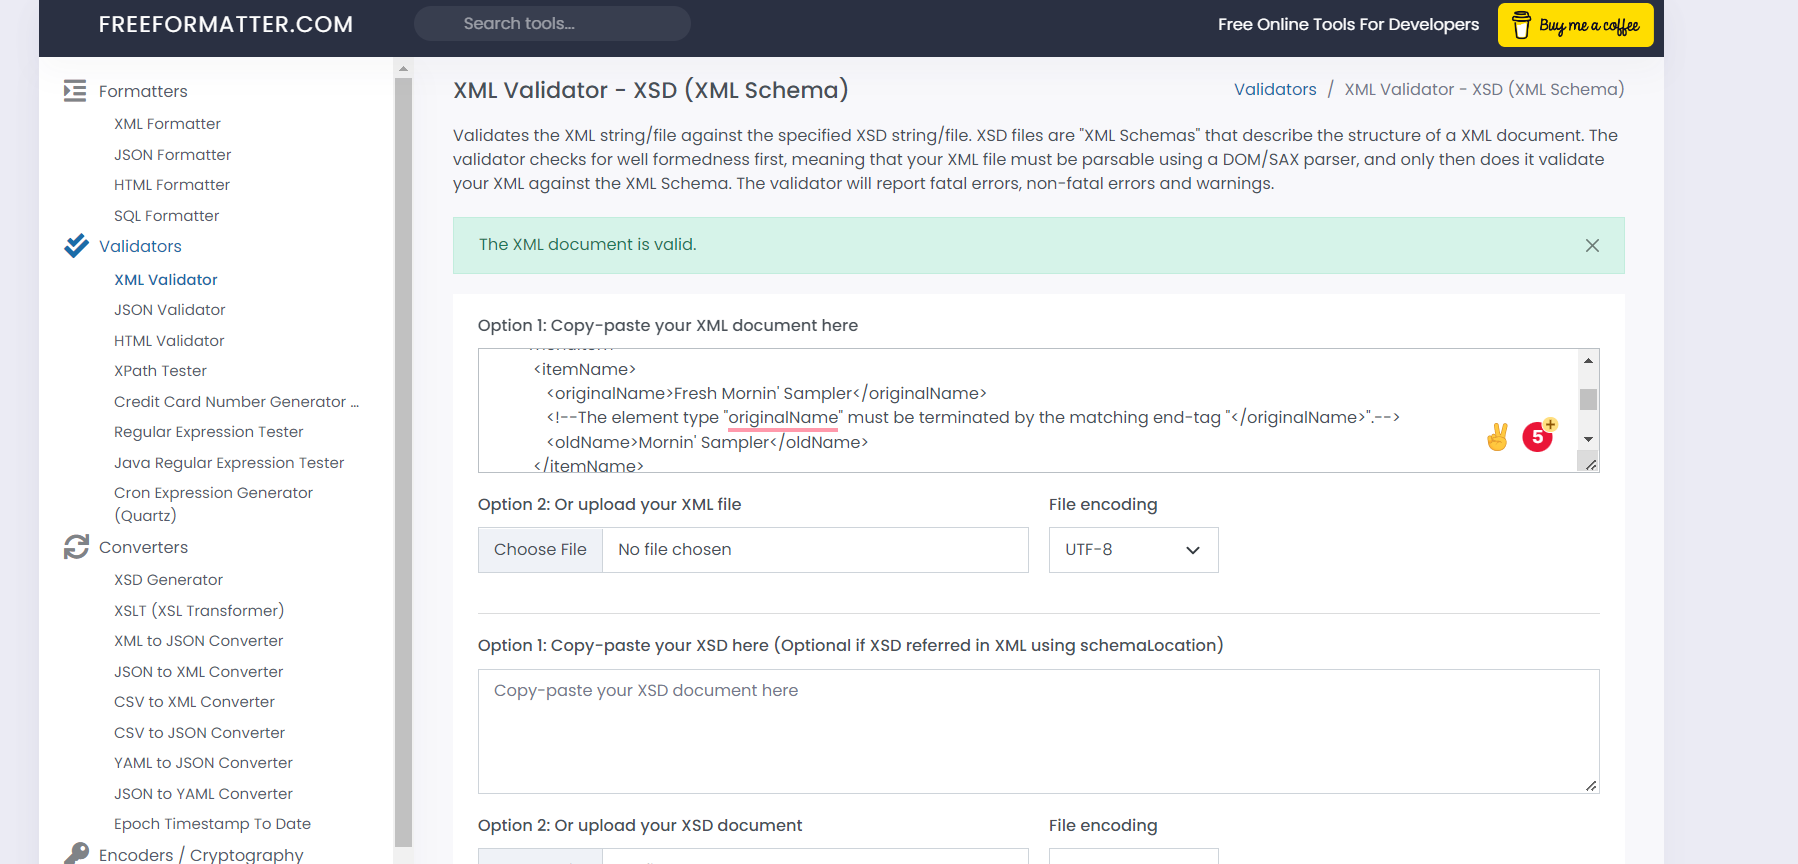 FREEFORMATTER.COM
Search tools...
Free Online Tools For Developers
Buy me a coffee
Formatters
XML Formatter
JSON Formatter
HTML Formatter
SQL Formatter
Validators
XML Validator
JSON Validator
HTML Validator
XPath Tester
Credit Card Number Generator ...
Regular Expression Tester
Java Regular Expression Tester
Cron Expression Generator
(Quartz)
Converters
XSD Generator
XSLT (XSL Transformer)
XML to JSON Converter
JSON to XML Converter
CSV to XML Converter
CSV to JSON Converter
YAML to JSON Converter
JSON to YAML Converter
Epoch Timestamp To Date
Encoders / Cryptography
XML Validator - XSD (XML Schema)
Validators / XML Validator - XSD (XML Schema)
Validates the XML string/file against the specified XSD string/file. XSD files are "XML Schemas" that describe the structure of a XML document. The
validator checks for well formedness first, meaning that your XML file must be parsable using a DOM/SAX parser, and only then does it validate
your XML against the XML Schema. The validator will report fatal errors, non-fatal errors and warnings.
The XML document is valid.
Option 1: Copy-paste your XML document here
<itemName>
<originalName>Fresh Mornin' Sampler</originalName>
<!--The element type "originalName" must be terminated by the matching end-tag "</originalName>".-->
<oldName>Mornin' Sampler</oldName>
</itemName>
5
Option 2: Or upload your XML file
File encoding
Choose File No file chosen
UTF-8
Option 1: Copy-paste your XSD here (Optional if XSD referred in XML using schemaLocation)
Copy-paste your XSD document here
Option 2: Or upload your XSD document
File encoding